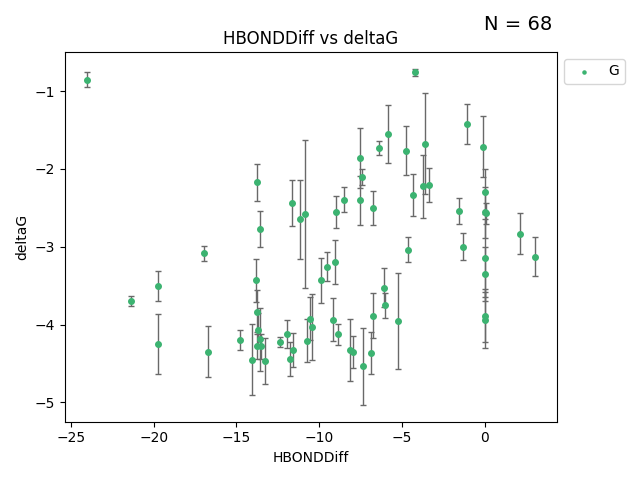 N = 68
HBONDDiff vs deltaG
G
−1
−2
−3
−4
−5
deltaG
−25 −20 −15 −10 −5 0
HBONDDiff